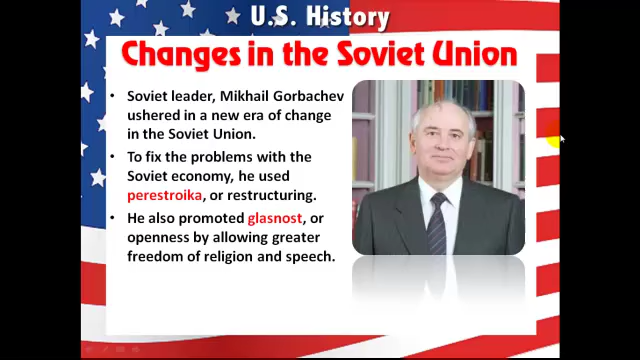 U.S. History
Changes in the Soviet Union
• Soviet leader, Mikhail Gorbachev
ushered in a new era of change
in the Soviet Union.
• To fix the problems with the
Soviet economy, he used
perestroika, or restructuring.
• He also promoted glasnost, or
openness by allowing greater
freedom of religion and speech.